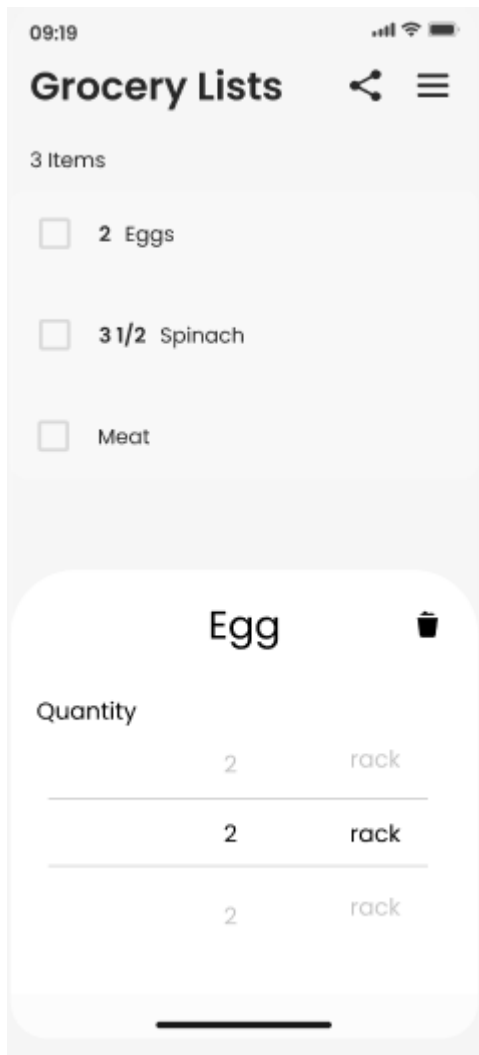 09:19
Grocery Lists
3 Items
2 Eggs
3 1/2 Spinach
Meat
Egg
Quantity
2 rack
2 rack
2 rack